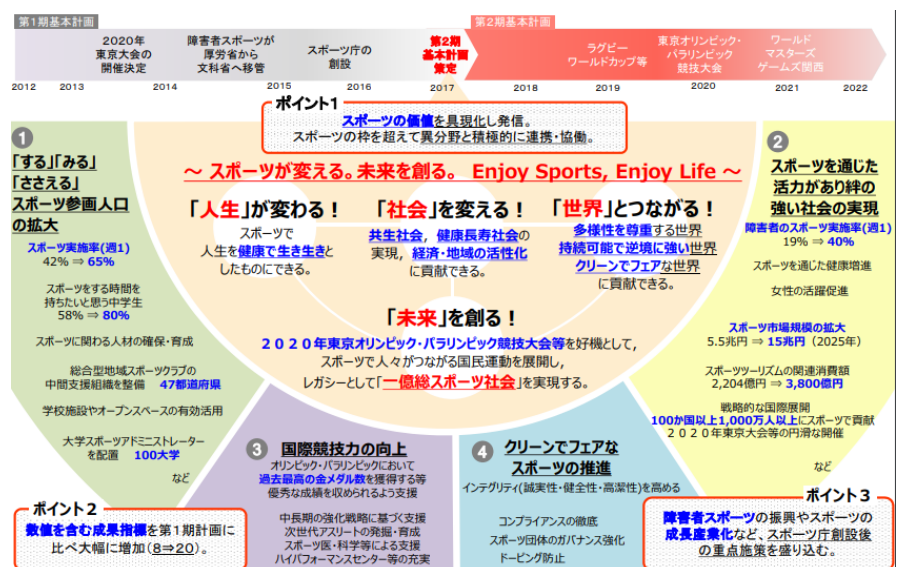 第1期基本計画
第2期基本計画
2020年
東京大会の
開催決定
障害者スポーツが
厚労省から
文科省へ移管
スポーツ庁の
創設
第2期
基本計画
策定
ラグビー
ワールドカップ等
東京オリンピック・
パラリンピック
競技大会
ワールド
マスターズ
ゲームズ関西
2012 2013 2014 2015 2016 2017 2018 2019 2020 2021 2022
ポイント1
スポーツの価値を具現化し発信。
スポーツの枠を超えて異分野と積極的に連携・協働。
~ スポーツが変える。未来を創る。 Enjoy Sports, Enjoy Life ~
「人生」が変わる!
スポーツで
人生を健康で生き生きと
したものにできる。
「社会」を変える!
共生社会,健康長寿社会の
実現,経済・地域の活性化
に貢献できる。
「世界」とつながる!
多様性を尊重する世界
持続可能で逆境に強い世界
クリーンでフェアな世界
に貢献できる。
「未来」を創る!
2020年東京オリンピック・パラリンピック競技大会等を好機として,
スポーツで人々がつながる国民運動を展開し,
レガシーとして「一億総スポーツ社会」を実現する。
1
「する」「みる」
「ささえる」
スポーツ参画人口
の拡大
スポーツ実施率(週1)
42% ⇒ 65%
スポーツをする時間を
持ちたいと思う中学生
58% ⇒ 80%
スポーツに関わる人材の確保・育成
総合型地域スポーツクラブの
中間支援組織を整備 47都道府県
学校施設やオープンスペースの有効活用
大学スポーツアドミニストレーター
を配置 100大学
など
2
スポーツを通じた
活力があり絆の
強い社会の実現
障害者のスポーツ実施率(週1)
19% ⇒ 40%
スポーツを通じた健康増進
女性の活躍促進
スポーツ市場規模の拡大
5.5兆円 ⇒ 15兆円(2025年)
スポーツツーリズムの関連消費額
2,204億円 ⇒ 3,800億円
戦略的な国際展開
100か国以上1,000万人以上にスポーツで貢献
2020年東京大会等の円滑な開催
など
3
国際競技力の向上
オリンピック・パラリンピックにおいて
過去最高の金メダル数を獲得する等
優秀な成績を収められるよう支援
中長期の強化戦略に基づく支援
次世代アスリートの発掘・育成
スポーツ医・科学等による支援
ハイパフォーマンスセンター等の充実
4
クリーンでフェアな
スポーツの推進
インテグリティ(誠実性・健全性・高潔性)を高める
コンプライアンスの徹底
スポーツ団体のガバナンス強化
ドーピング防止
ポイント2
数値を含む成果指標を第1期計画に
比べ大幅に増加(8⇒20)。
ポイント3
障害者スポーツの振興やスポーツの
成長産業化など、スポーツ庁創設後
の重点施策を盛り込む。